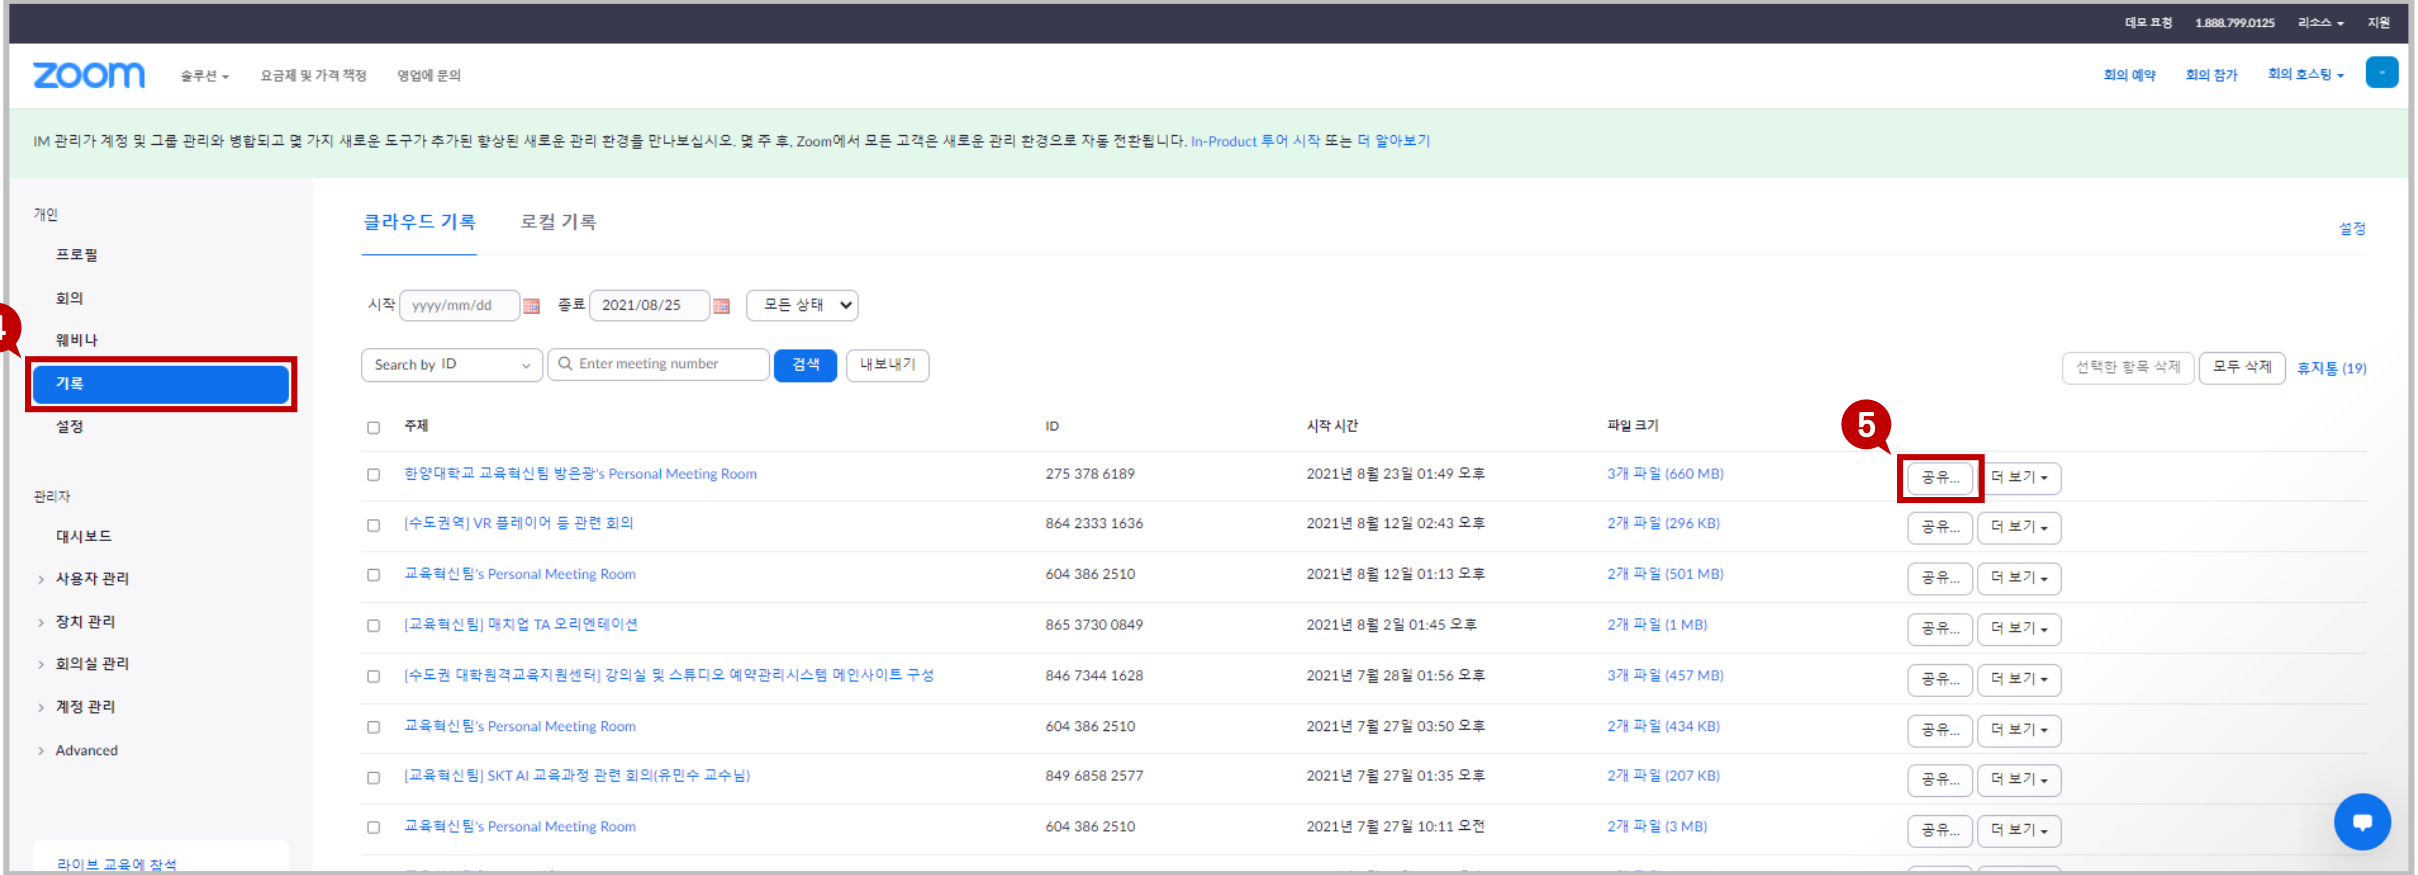 데모 요청 1.888.799.0125 리소스 지원
zoom 솔루션 요금제 및 가격 책정 영업에 문의 회의 예약 회의 참가 회의 호스팅
IM 관리가 계정 및 그룹 관리와 병합되고 몇 가지 새로운 도구가 추가된 향상된 새로운 관리 환경을 만나보십시오. 몇 주 후, Zoom에서 모든 고객은 새로운 관리 환경으로 자동 전환됩니다. In-Product 투어 시작 또는 더 알아보기
개인
프로필
회의
웨비나
4
기록
설정
관리자
대시보드
사용자 관리
장치 관리
회의실 관리
계정 관리
Advanced
라이브 교육에 참석
클라우드 기록 로컬 기록 설정
시작 yyyy/mm/dd 종료 2021/08/25 모든 상태
Search by ID Enter meeting number 검색 내보내기 선택한 항목 삭제 모두 삭제 휴지통 (19)
주제 ID 시작 시간 파일 크기
5
한양대학교 교육혁신팀 방은광's Personal Meeting Room 275 378 6189 2021년 8월 23일 01:49 오후 3개 파일 (660 MB) 공유... 더 보기
[수도권역] VR 플레이어 등 관련 회의 864 2333 1636 2021년 8월 12일 02:43 오후 2개 파일 (296 KB) 공유... 더 보기
교육혁신팀's Personal Meeting Room 604 386 2510 2021년 8월 12일 01:13 오후 2개 파일 (501 MB) 공유... 더 보기
[교육혁신팀] 매치업 TA 오리엔테이션 865 3730 0849 2021년 8월 2일 01:45 오후 2개 파일 (1 MB) 공유... 더 보기
[수도권 대학원격교육지원센터] 강의실 및 스튜디오 예약관리시스템 메인사이트 구성 846 7344 1628 2021년 7월 28일 01:56 오후 3개 파일 (457 MB) 공유... 더 보기
교육혁신팀's Personal Meeting Room 604 386 2510 2021년 7월 27일 03:50 오후 2개 파일 (434 KB) 공유... 더 보기
[교육혁신팀] SKT AI 교육과정 관련 회의(유민수 교수님) 849 6858 2577 2021년 7월 27일 01:35 오후 2개 파일 (207 KB) 공유... 더 보기
교육혁신팀's Personal Meeting Room 604 386 2510 2021년 7월 27일 10:11 오전 2개 파일 (3 MB) 공유... 더 보기